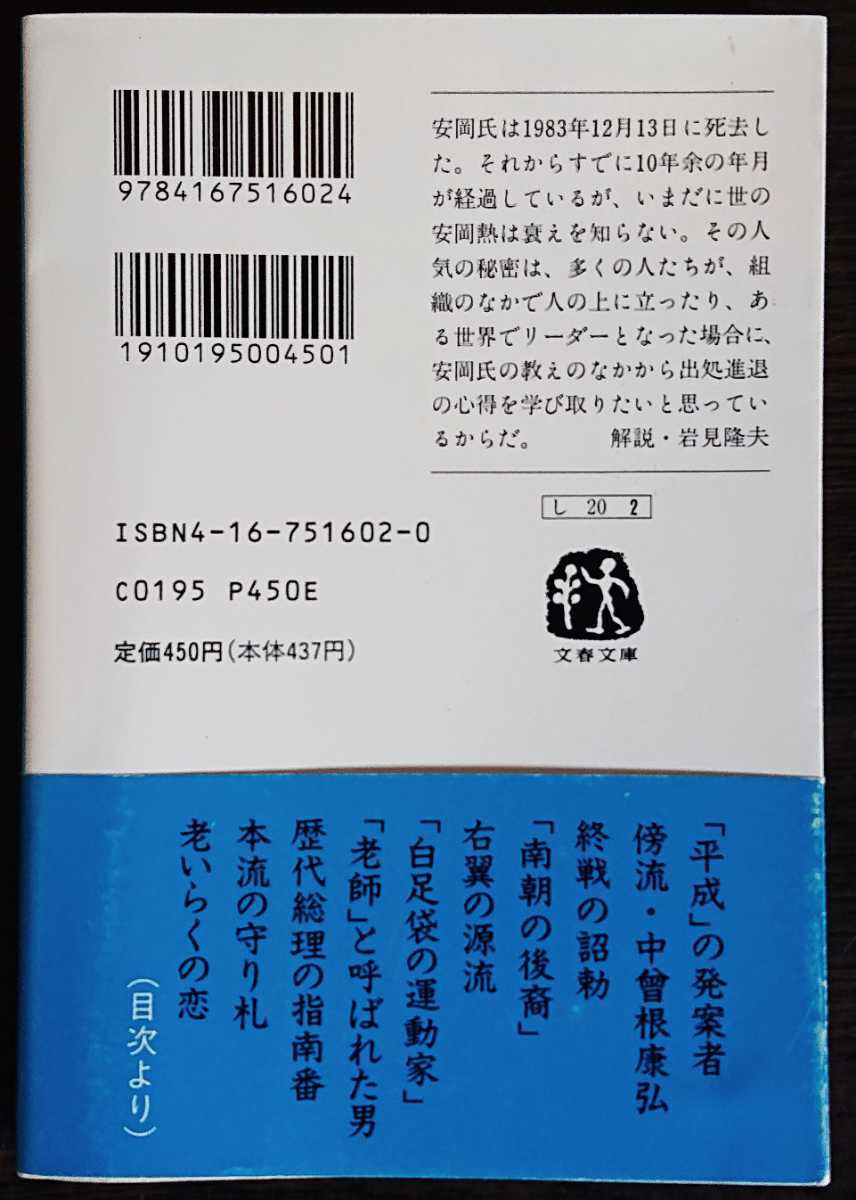 9784167516024
1910195004501
安岡氏は1983年12月13日に死去し
た。それからすでに10年余の年月
が経過しているが、いまだに世の
安岡熱は衰えを知らない。その人
気の秘密は、多くの人たちが、組
織のなかで人の上に立ったり、あ
る世界でリーダーとなった場合に、
安岡氏の教えのなかから出処進退
の心得を学び取りたいと思ってい
るからだ。 解説・岩見隆夫
ISBN4-16-751602-0
C0195 P450E
定価450円(本体437円)
し 20 2
文春文庫
「平成」の発案者
傍流・中曾根康弘
終戦の詔勅
「南朝の後裔」
右翼の源流
「白足袋の運動家」
「老師」と呼ばれた男
歴代総理の指南番
本流の守り札
老いらくの恋
(目次より)